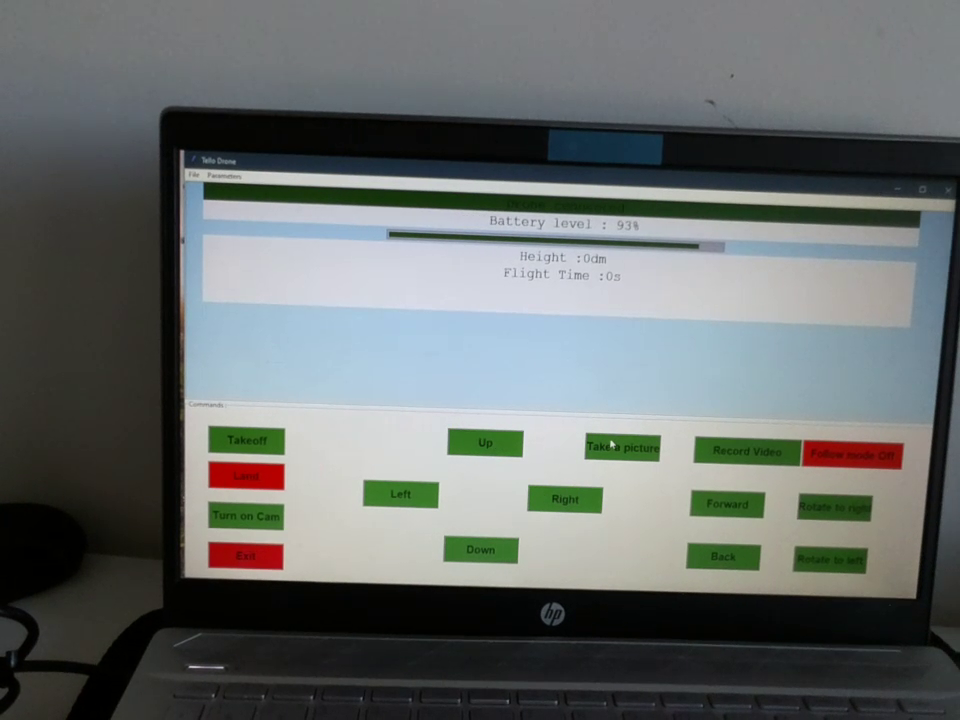 Tello Drone
File Parameters
Drone connected
Battery level : 93%
Height :0dm
Flight Time :0s
Commands :
Takeoff Up Take a picture Record Video Follow mode Off
Land
Left Right Forward Rotate to right
Turn on Cam
Down Back Rotate to left
Exit
hp